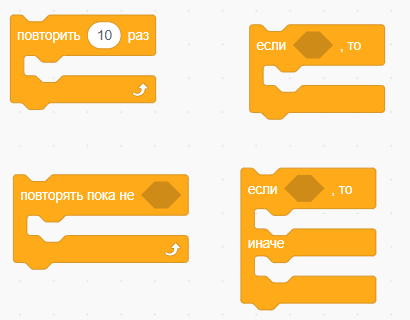 повторить 10 раз
если , то
повторять пока не
если , то
иначе